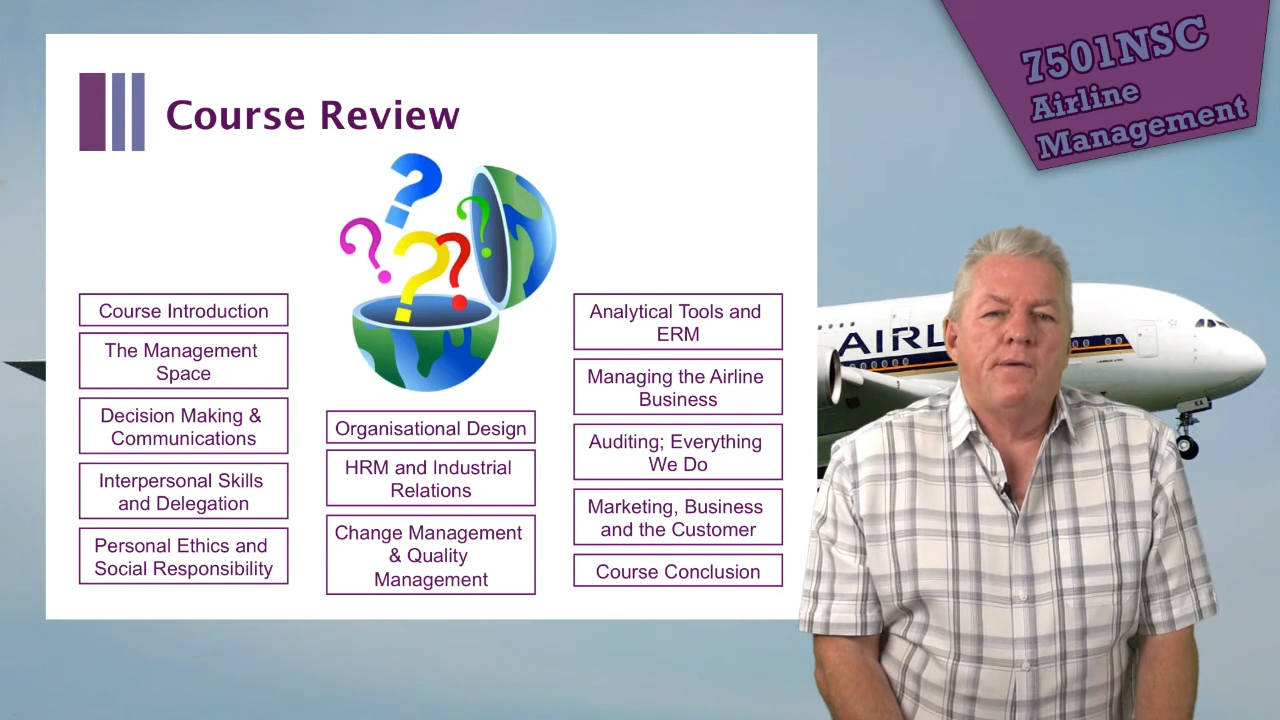 7501NSC
Airline
Management
Course Review
Course Introduction
The Management
Space
Decision Making &
Communications
Interpersonal Skills
and Delegation
Personal Ethics and
Social Responsibility
Organisational Design
HRM and Industrial
Relations
Change Management
& Quality
Management
Analytical Tools and
ERM
Managing the Airline
Business
Auditing; Everything
We Do
Marketing, Business
and the Customer
Course Conclusion
AIRL